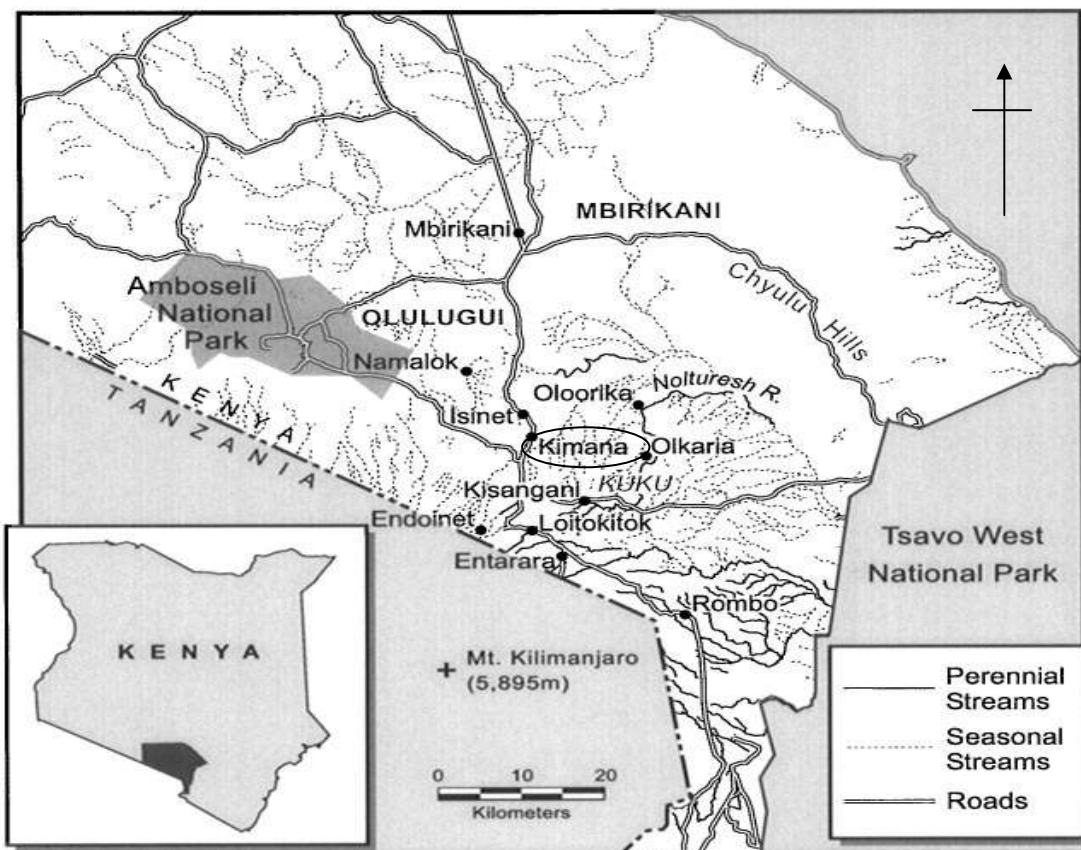 MBIRIKANI
Mbirikani
Chyulu
Hills
Amboseli
National
Park
OLULUGUI
Namalok
KENYA
TANZANIA
Oloorika
Nolturesh R.
Isinet
Kimana
Olkaria
Kisangani
KUKU
Endoinet
Loitokitok
Entarara
Tsavo West
National Park
Rombo
KENYA
Mt. Kilimanjaro
(5,895m)
0 10 20
Kilometers
Perennial
Streams
Seasonal
Streams
Roads